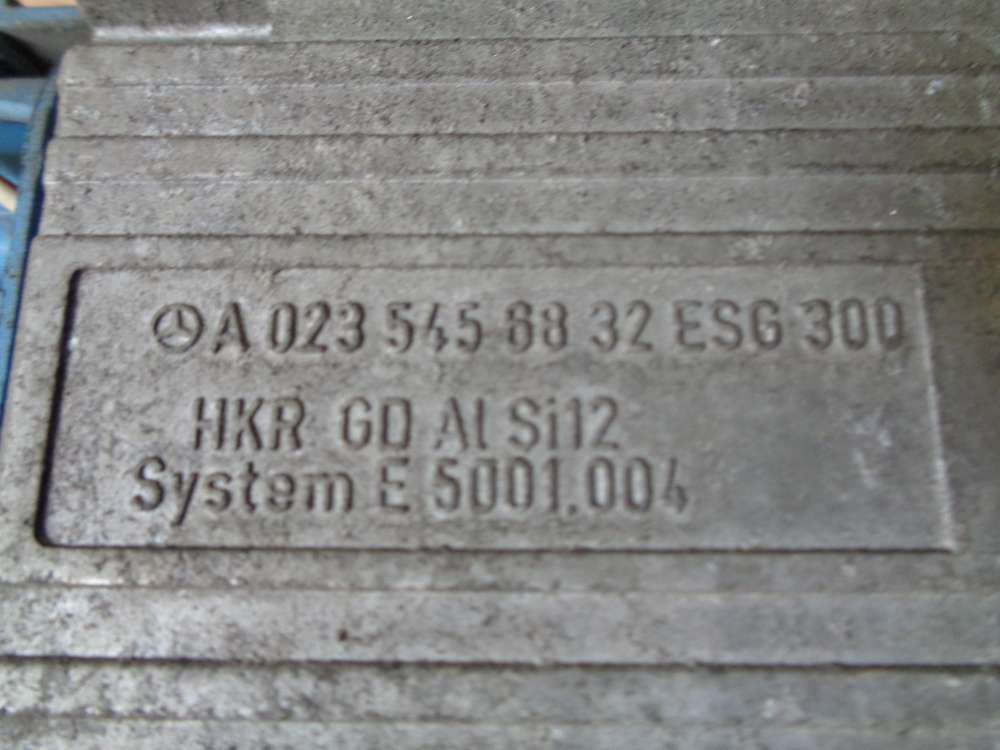 A 023 545 88 32 ESG 300
HKR GD Al Si12
System E 5001.004